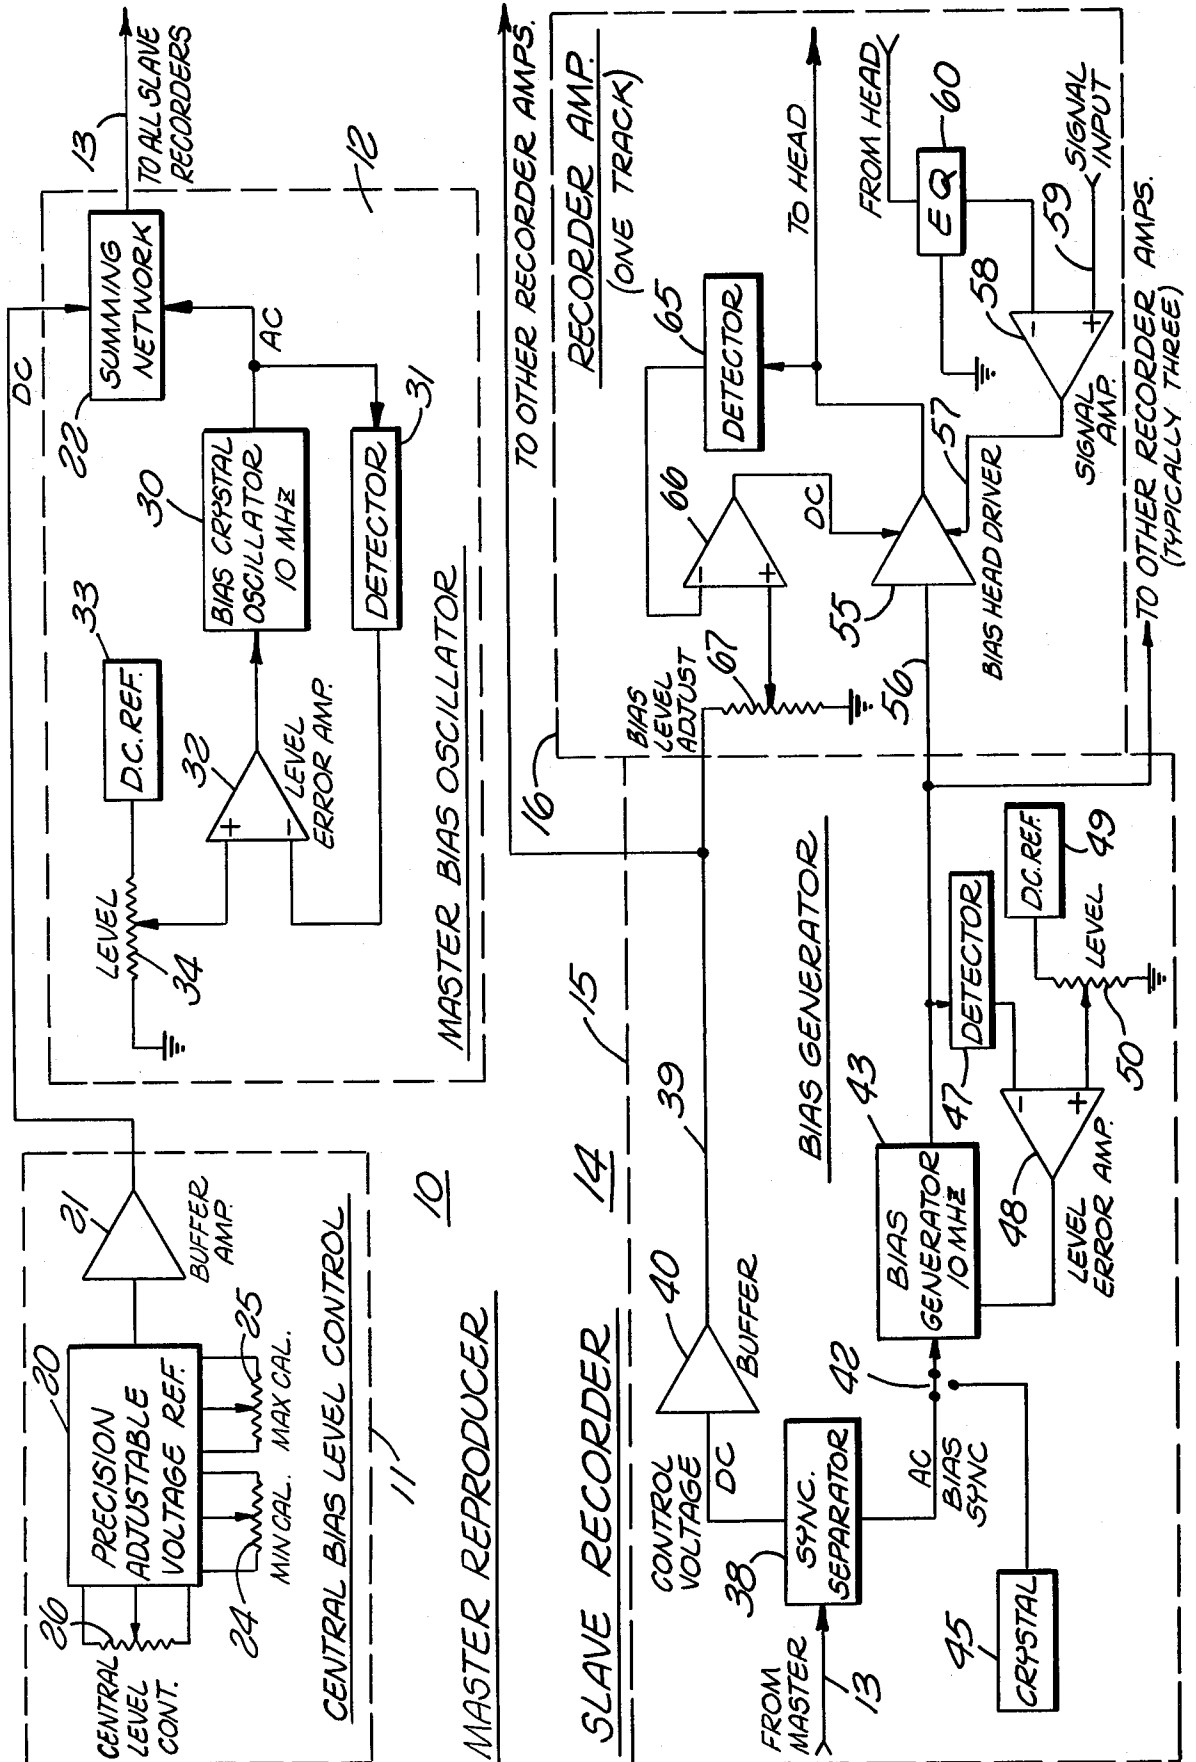 CENTRAL
LEVEL
CONT.
26
20
PRECISION
ADJUSTABLE
VOLTAGE REF.
24
MIN CAL.
25
MAX CAL.
21
BUFFER
AMP.
CENTRAL BIAS LEVEL CONTROL
11
10
MASTER REPRODUCER
DC
LEVEL
34
33
D.C. REF.
32
+
-
LEVEL
ERROR AMP.
30
BIAS CRYSTAL
OSCILLATOR
10 MHz
31
DETECTOR
AC
22
SUMMING
NETWORK
MASTER BIAS OSCILLATOR
12
13
TO ALL SLAVE
RECORDERS
SLAVE RECORDER
14
15
FROM
MASTER
13
38
SYNC.
SEPARATOR
CONTROL
VOLTAGE
DC
40
BUFFER
39
AC
BIAS
SYNC
42
45
CRYSTAL
43
BIAS
GENERATOR
10 MHz
BIAS GENERATOR
47
DETECTOR
48
-
+
LEVEL
ERROR AMP.
49
D.C. REF.
LEVEL
50
TO OTHER RECORDER AMPS.
16
RECORDER AMP.
(ONE TRACK)
BIAS
LEVEL
ADJUST
67
66
-
+
65
DETECTOR
DC
55
56
BIAS HEAD DRIVER
57
TO HEAD
FROM HEAD
60
EQ
58
-
+
SIGNAL
AMP.
59
SIGNAL
INPUT
TO OTHER RECORDER AMPS.
(TYPICALLY THREE)